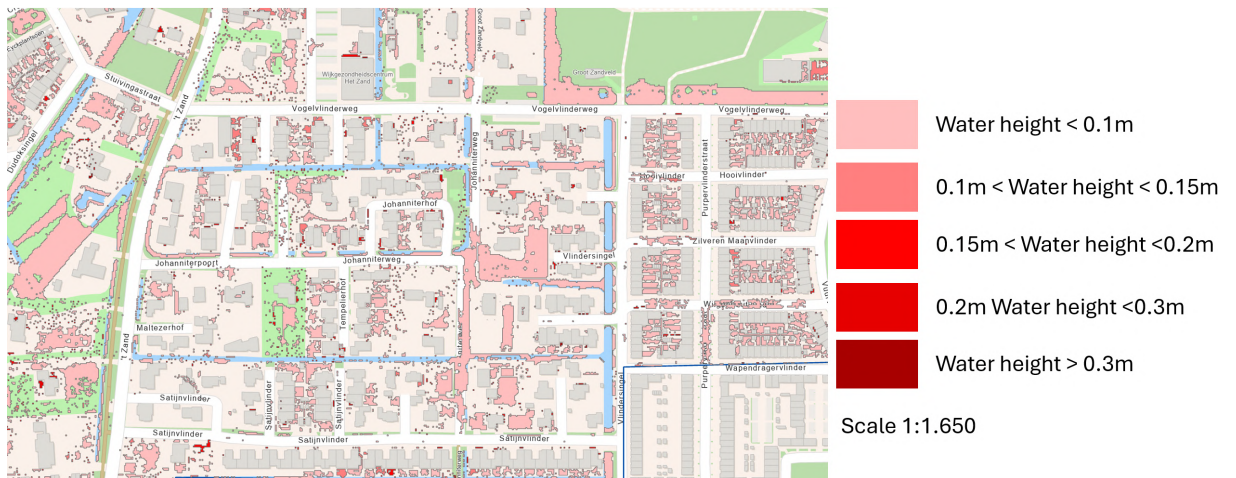 Eyckplantsoen
Stuivingastraat
't Zand
Dudoksingel
Wijkgezondheidscentrum
Het Zand
Groot Zandveld
Groot Zandveld
Vogelvlinderweg
Vogelvlinderweg
Vogelvlinderweg
Johanniterweg
Purpervlinderstraat
Hooivlinder
Hooivlinder
Johanniterhof
Zilveren Maanvlinder
Johanniterpoort
Johanniterweg
Vlindersingel
Tempelierhof
Maltezerhof
't Zand
Wapendragervlinder
Satijnvlinder
Satijnvlinder
Satijnvlinder
Vlindersingel
Satijnvlinder
Satijnvlinder
Satijnvlinder
Water height < 0.1m
0.1m < Water height < 0.15m
0.15m < Water height <0.2m
0.2m Water height <0.3m
Water height > 0.3m
Scale 1:1.650